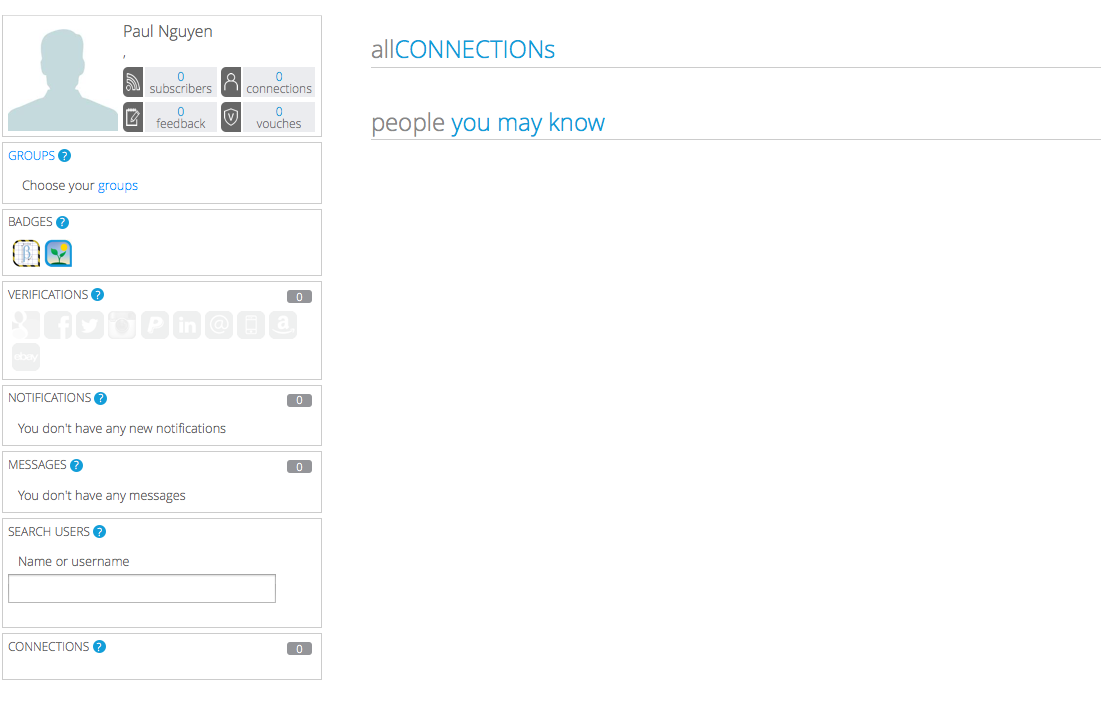 Paul Nguyen
,
0
subscribers
0
connections
0
feedback
V
0
vouches
GROUPS ?
Choose your groups
BADGES ?
β
VERIFICATIONS ? 0
f P in @ a
ebay
NOTIFICATIONS ? 0
You don't have any new notifications
MESSAGES ? 0
You don't have any messages
SEARCH USERS ?
Name or username
CONNECTIONS ? 0
allCONNECTIONs
people you may know